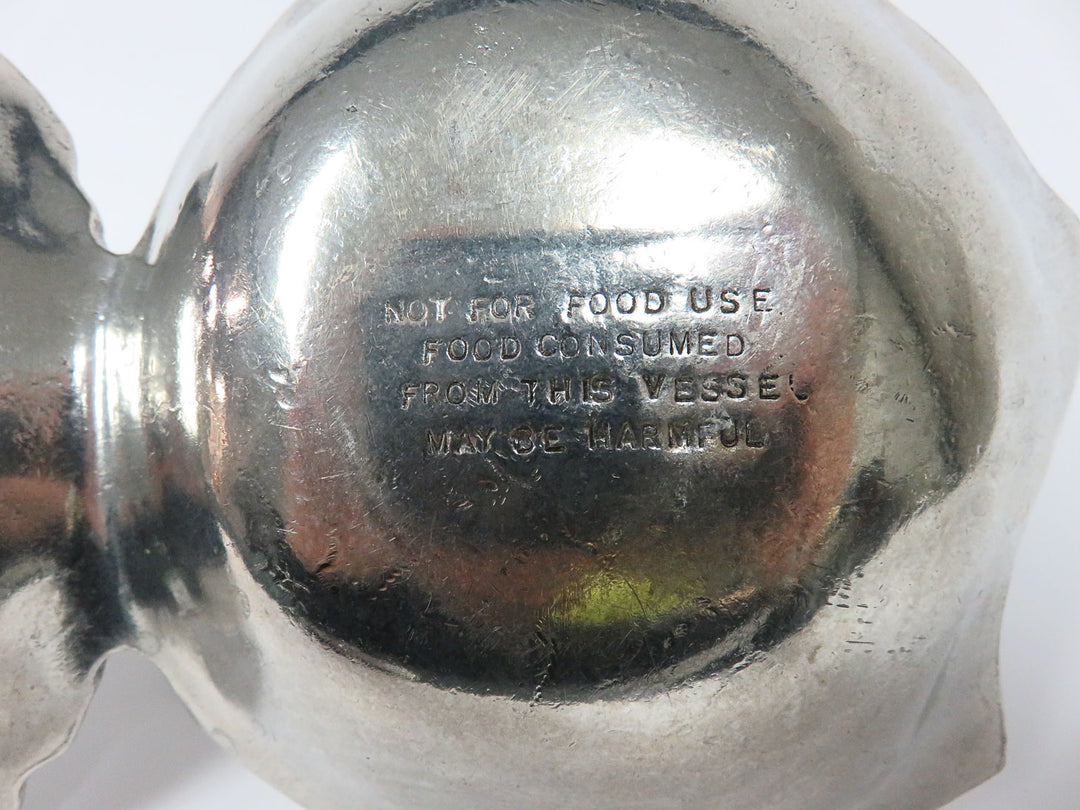 NOT FOR FOOD USE.
FOOD CONSUMED
FROM THIS VESSEL
MAY BE HARMFUL